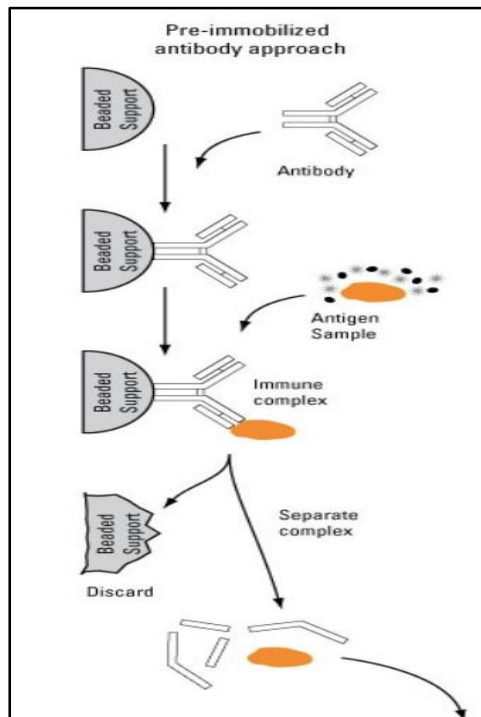 Pre-immobilized
antibody approach
Beaded
Support
Antibody
Beaded
Support
Antigen
Sample
Beaded
Support
Immune
complex
Beaded
Support
Separate
complex
Discard